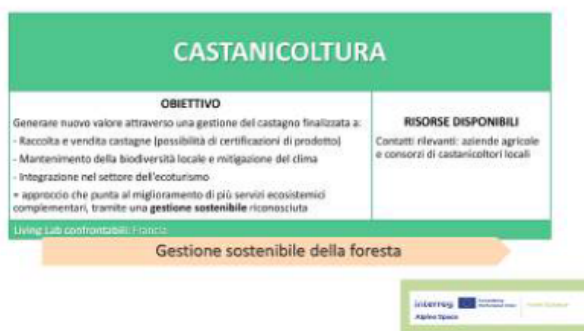 CASTANICOLTURA
OBIETTIVO
Generare nuovo valore attraverso una gestione del castagno finalizzata a:
- Raccolta e vendita castagne (possibilità di certificazioni di prodotto)
- Mantenimento della biodiversità locale e mitigazione del clima
- Integrazione nel settore dell'ecoturismo
= approccio che punta al miglioramento di più servizi ecosistemici
complementari, tramite una gestione sostenibile riconosciuta
RISORSE DISPONIBILI
Contatti rilevanti: aziende agricole
e consorzi di castanicoltori locali
Living Lab confrontabili: Francia
Gestione sostenibile della foresta
Interreg
Alpine Space